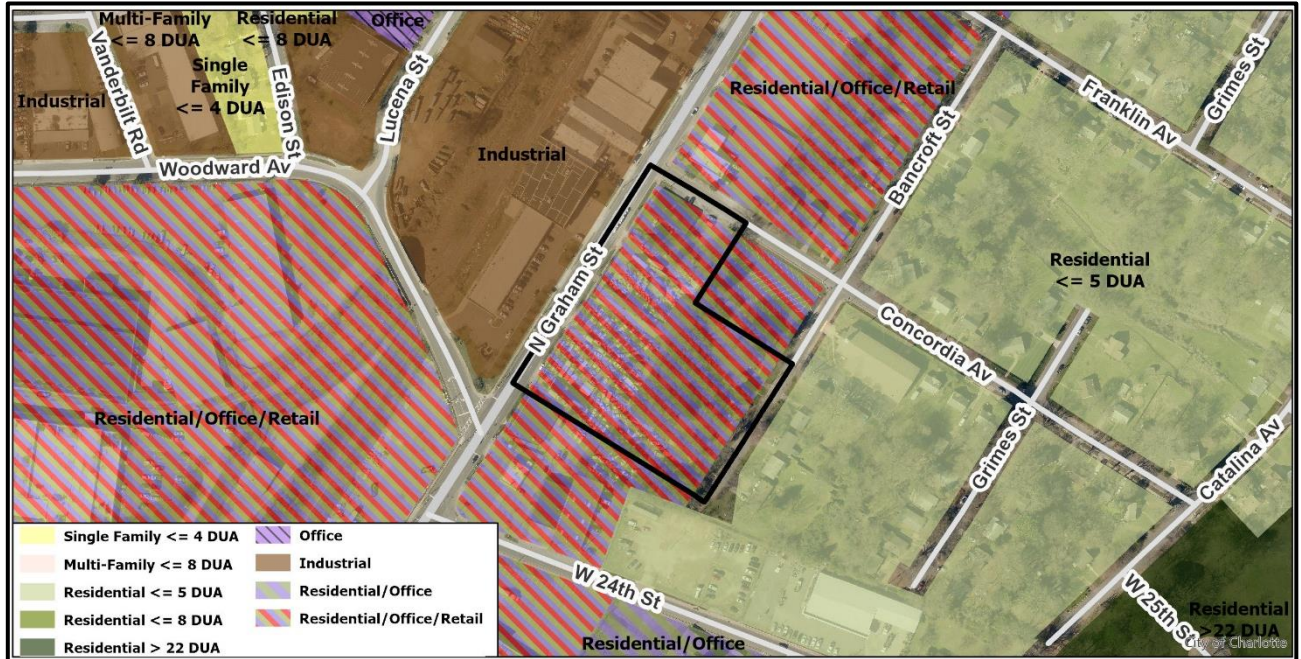 Multi-Family
<= 8 DUA
Residential
<= 8 DUA
Office
Vanderbilt Rd
Single
Family
<= 4 DUA
Edison St
Lucena St
Industrial
Woodward Av
Industrial
Residential/Office/Retail
Bancroft St
Franklin Av
Grimes St
N Graham St
Residential
<= 5 DUA
Concordia Av
Residential/Office/Retail
Grimes St
Catalina Av
W 24th St
Residential/Office
W 25th St
Residential
>22 DUA
City of Charlotte
Single Family <= 4 DUA
Multi-Family <= 8 DUA
Residential <= 5 DUA
Residential <= 8 DUA
Residential > 22 DUA
Office
Industrial
Residential/Office
Residential/Office/Retail